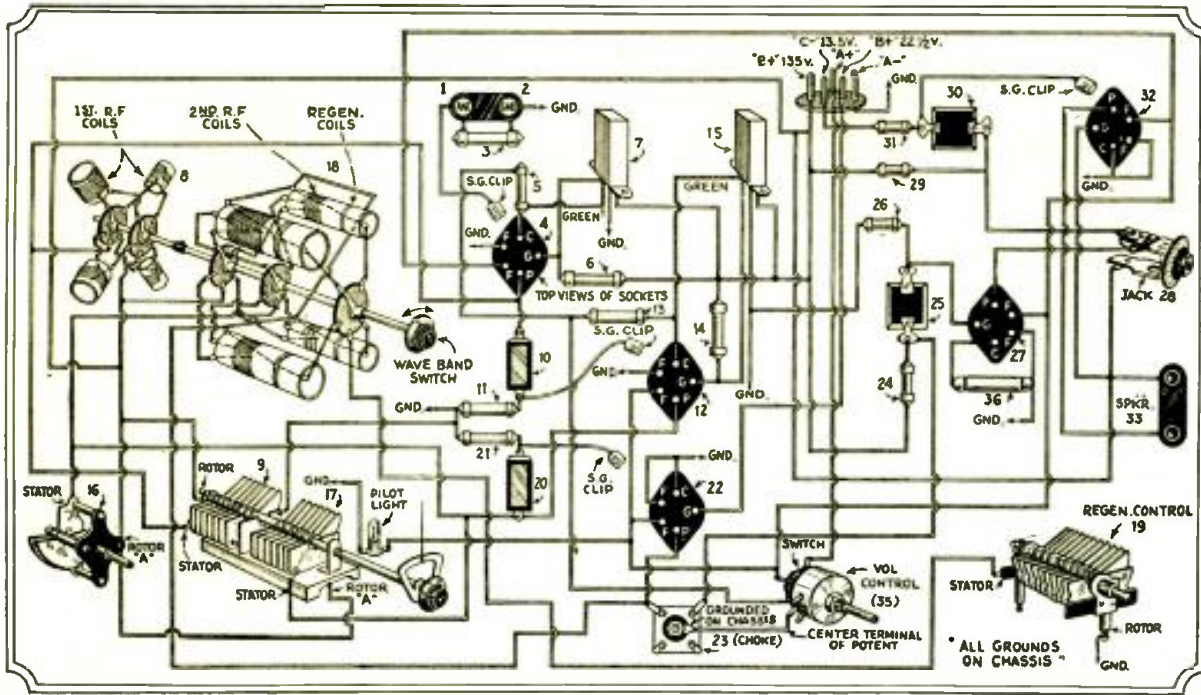 "C-" 13.5V. "B+" 22½V.
"A+"
"B+" 135V.
"A-"
GND.
1
2
GND.
3
1ST. R.F
COILS
2ND. R.F
COILS
REGEN.
COILS
8
18
7
15
30
S.G. CLIP
32
31
29
S.G. CLIP
5
GREEN
GREEN
4
GND.
GND.
GND.
26
6
TOP VIEWS OF SOCKETS
JACK 28
13
S.G. CLIP
14
25
27
WAVE BAND
SWITCH
10
GND
12
GND.
24
36
GND.
SPKR.
33
11
GND
21
20
S.G.
CLIP
GND.
22
STATOR
16
ROTOR
"A"
ROTOR
9
17
GND
PILOT
LIGHT
STATOR
STATOR
ROTOR
"A"
SWITCH
VOL
CONTROL
(35)
GROUNDED
ON CHASSIS
23 (CHOKE)
CENTER TERMINAL
OF POTENT
REGEN. CONTROL
19
STATOR
ROTOR
GND.
"ALL GROUNDS
ON CHASSIS"